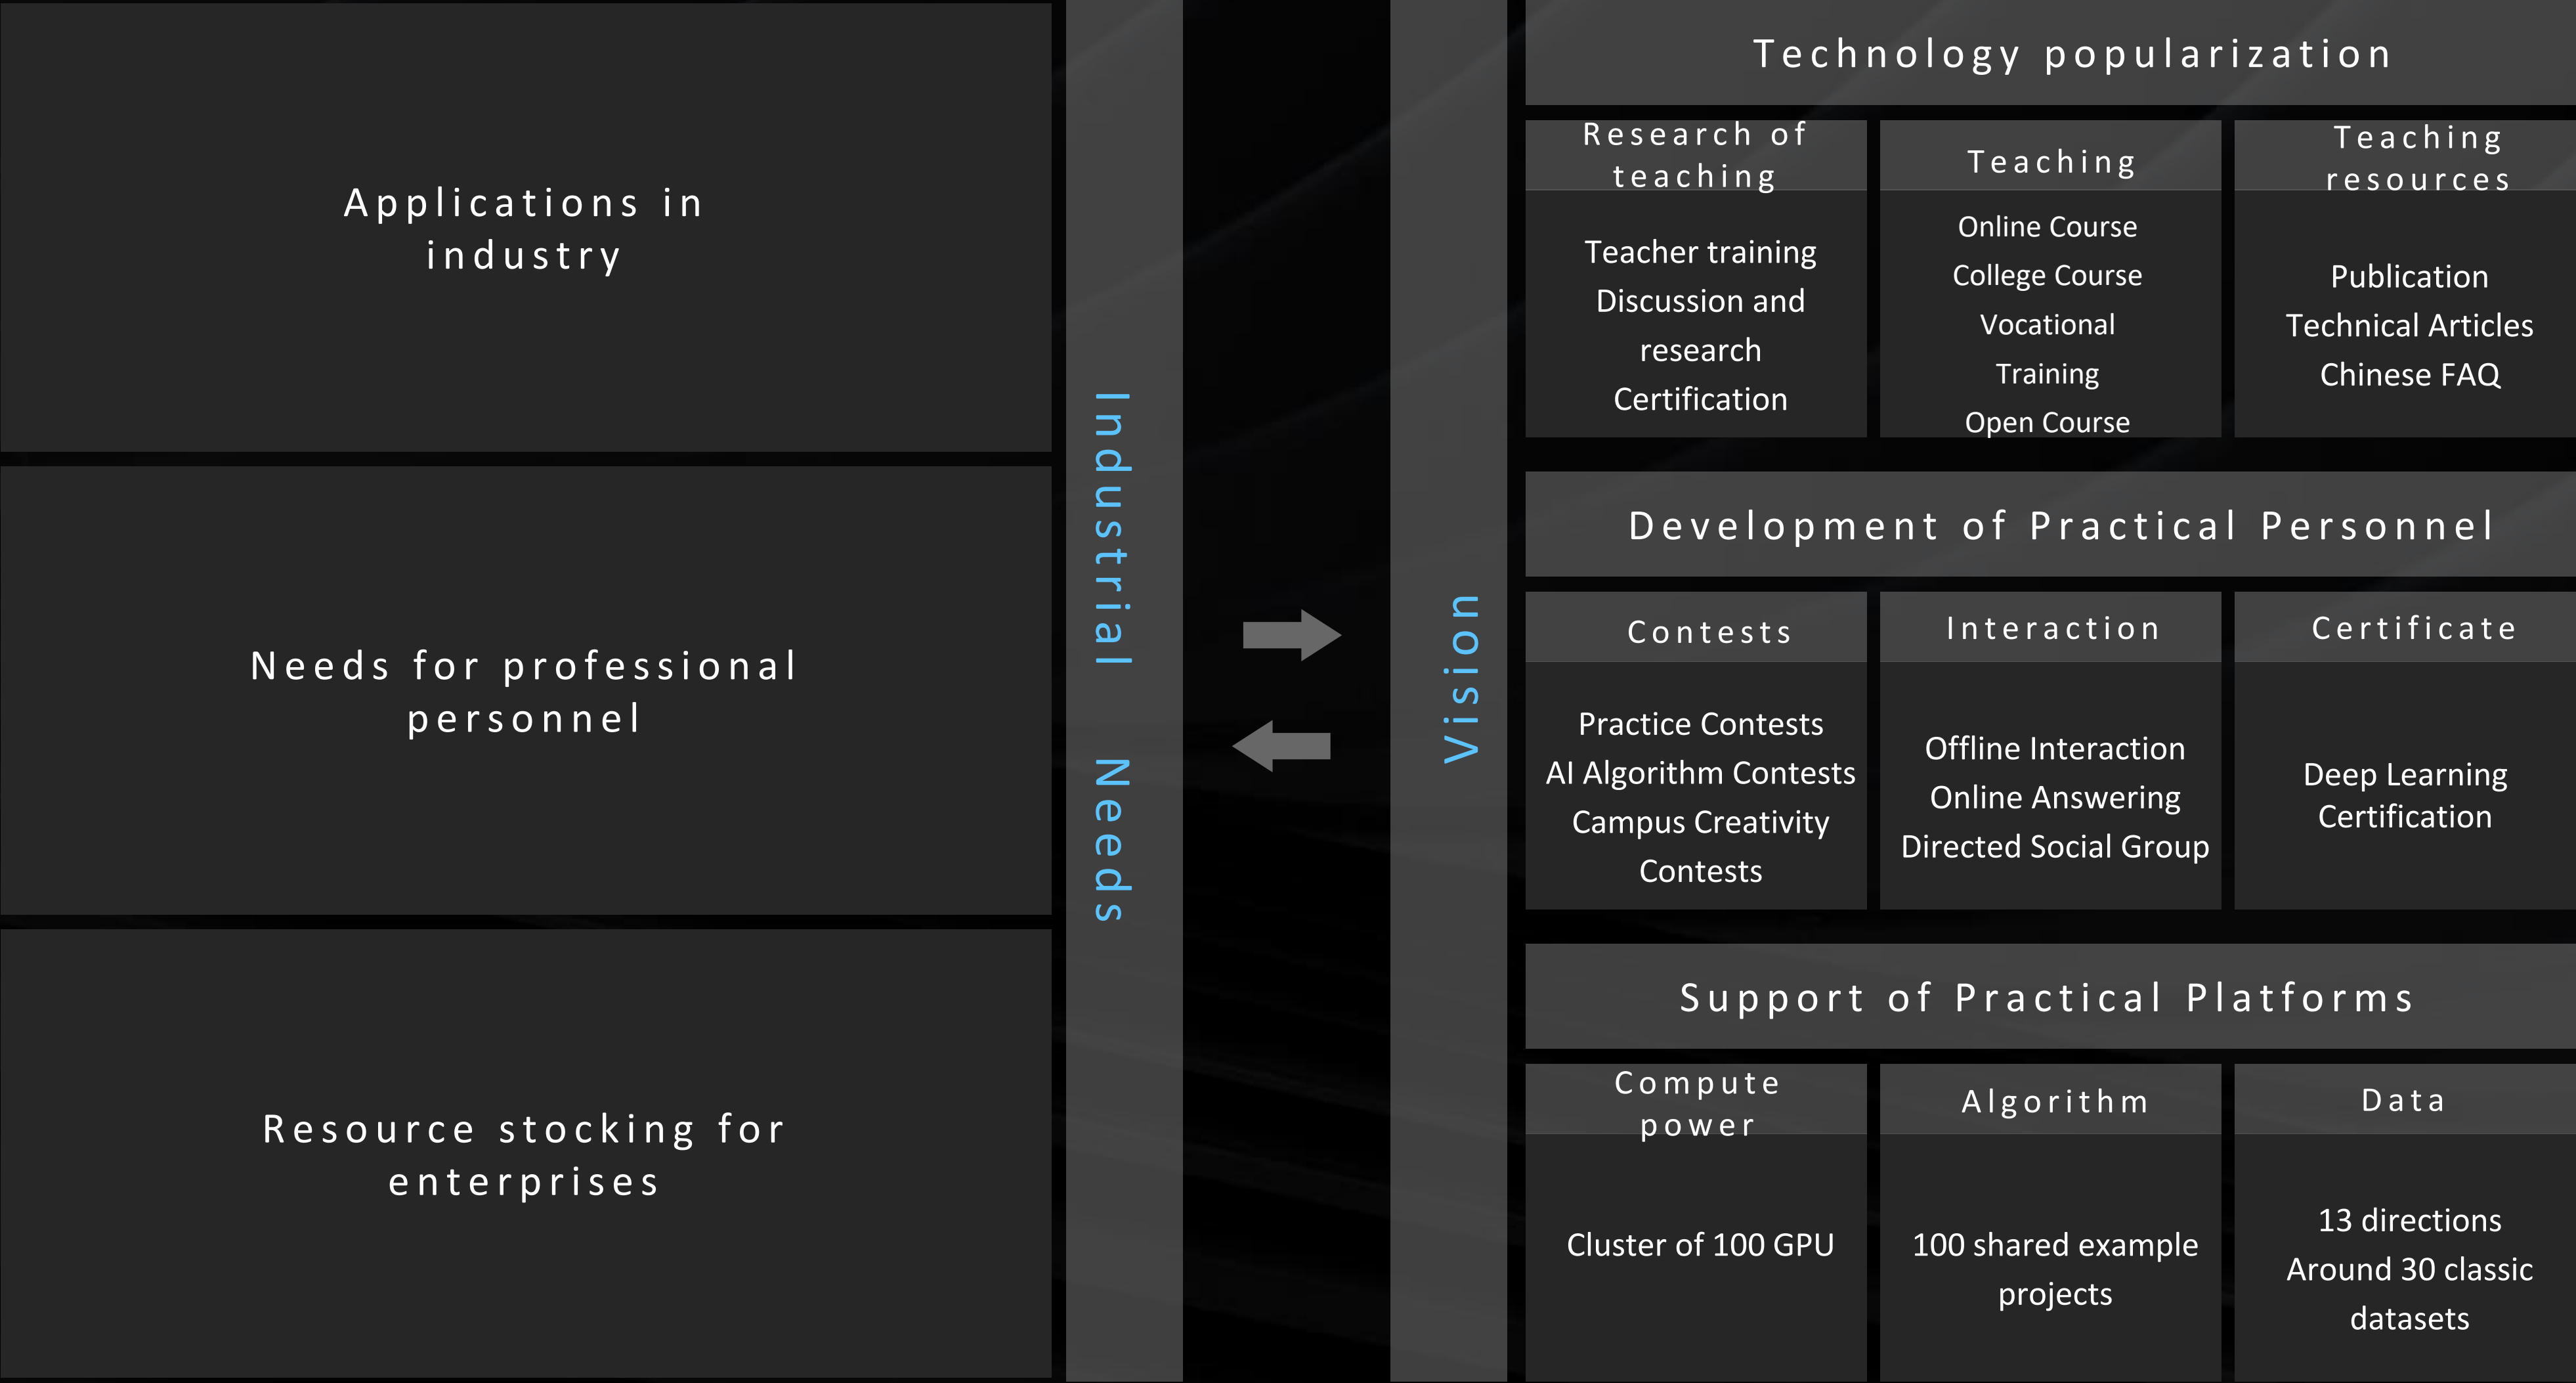 Applications in
industry
Needs for professional
personnel
Resource stocking for
enterprises
Industrial Needs
Vision
Technology popularization
Research of
teaching
Teacher training
Discussion and
research
Certification
Teaching
Online Course
College Course
Vocational
Training
Open Course
Teaching
resources
Publication
Technical Articles
Chinese FAQ
Development of Practical Personnel
Contests
Practice Contests
AI Algorithm Contests
Campus Creativity
Contests
Interaction
Offline Interaction
Online Answering
Directed Social Group
Certificate
Deep Learning
Certification
Support of Practical Platforms
Compute
power
Cluster of 100 GPU
Algorithm
100 shared example
projects
Data
13 directions
Around 30 classic
datasets